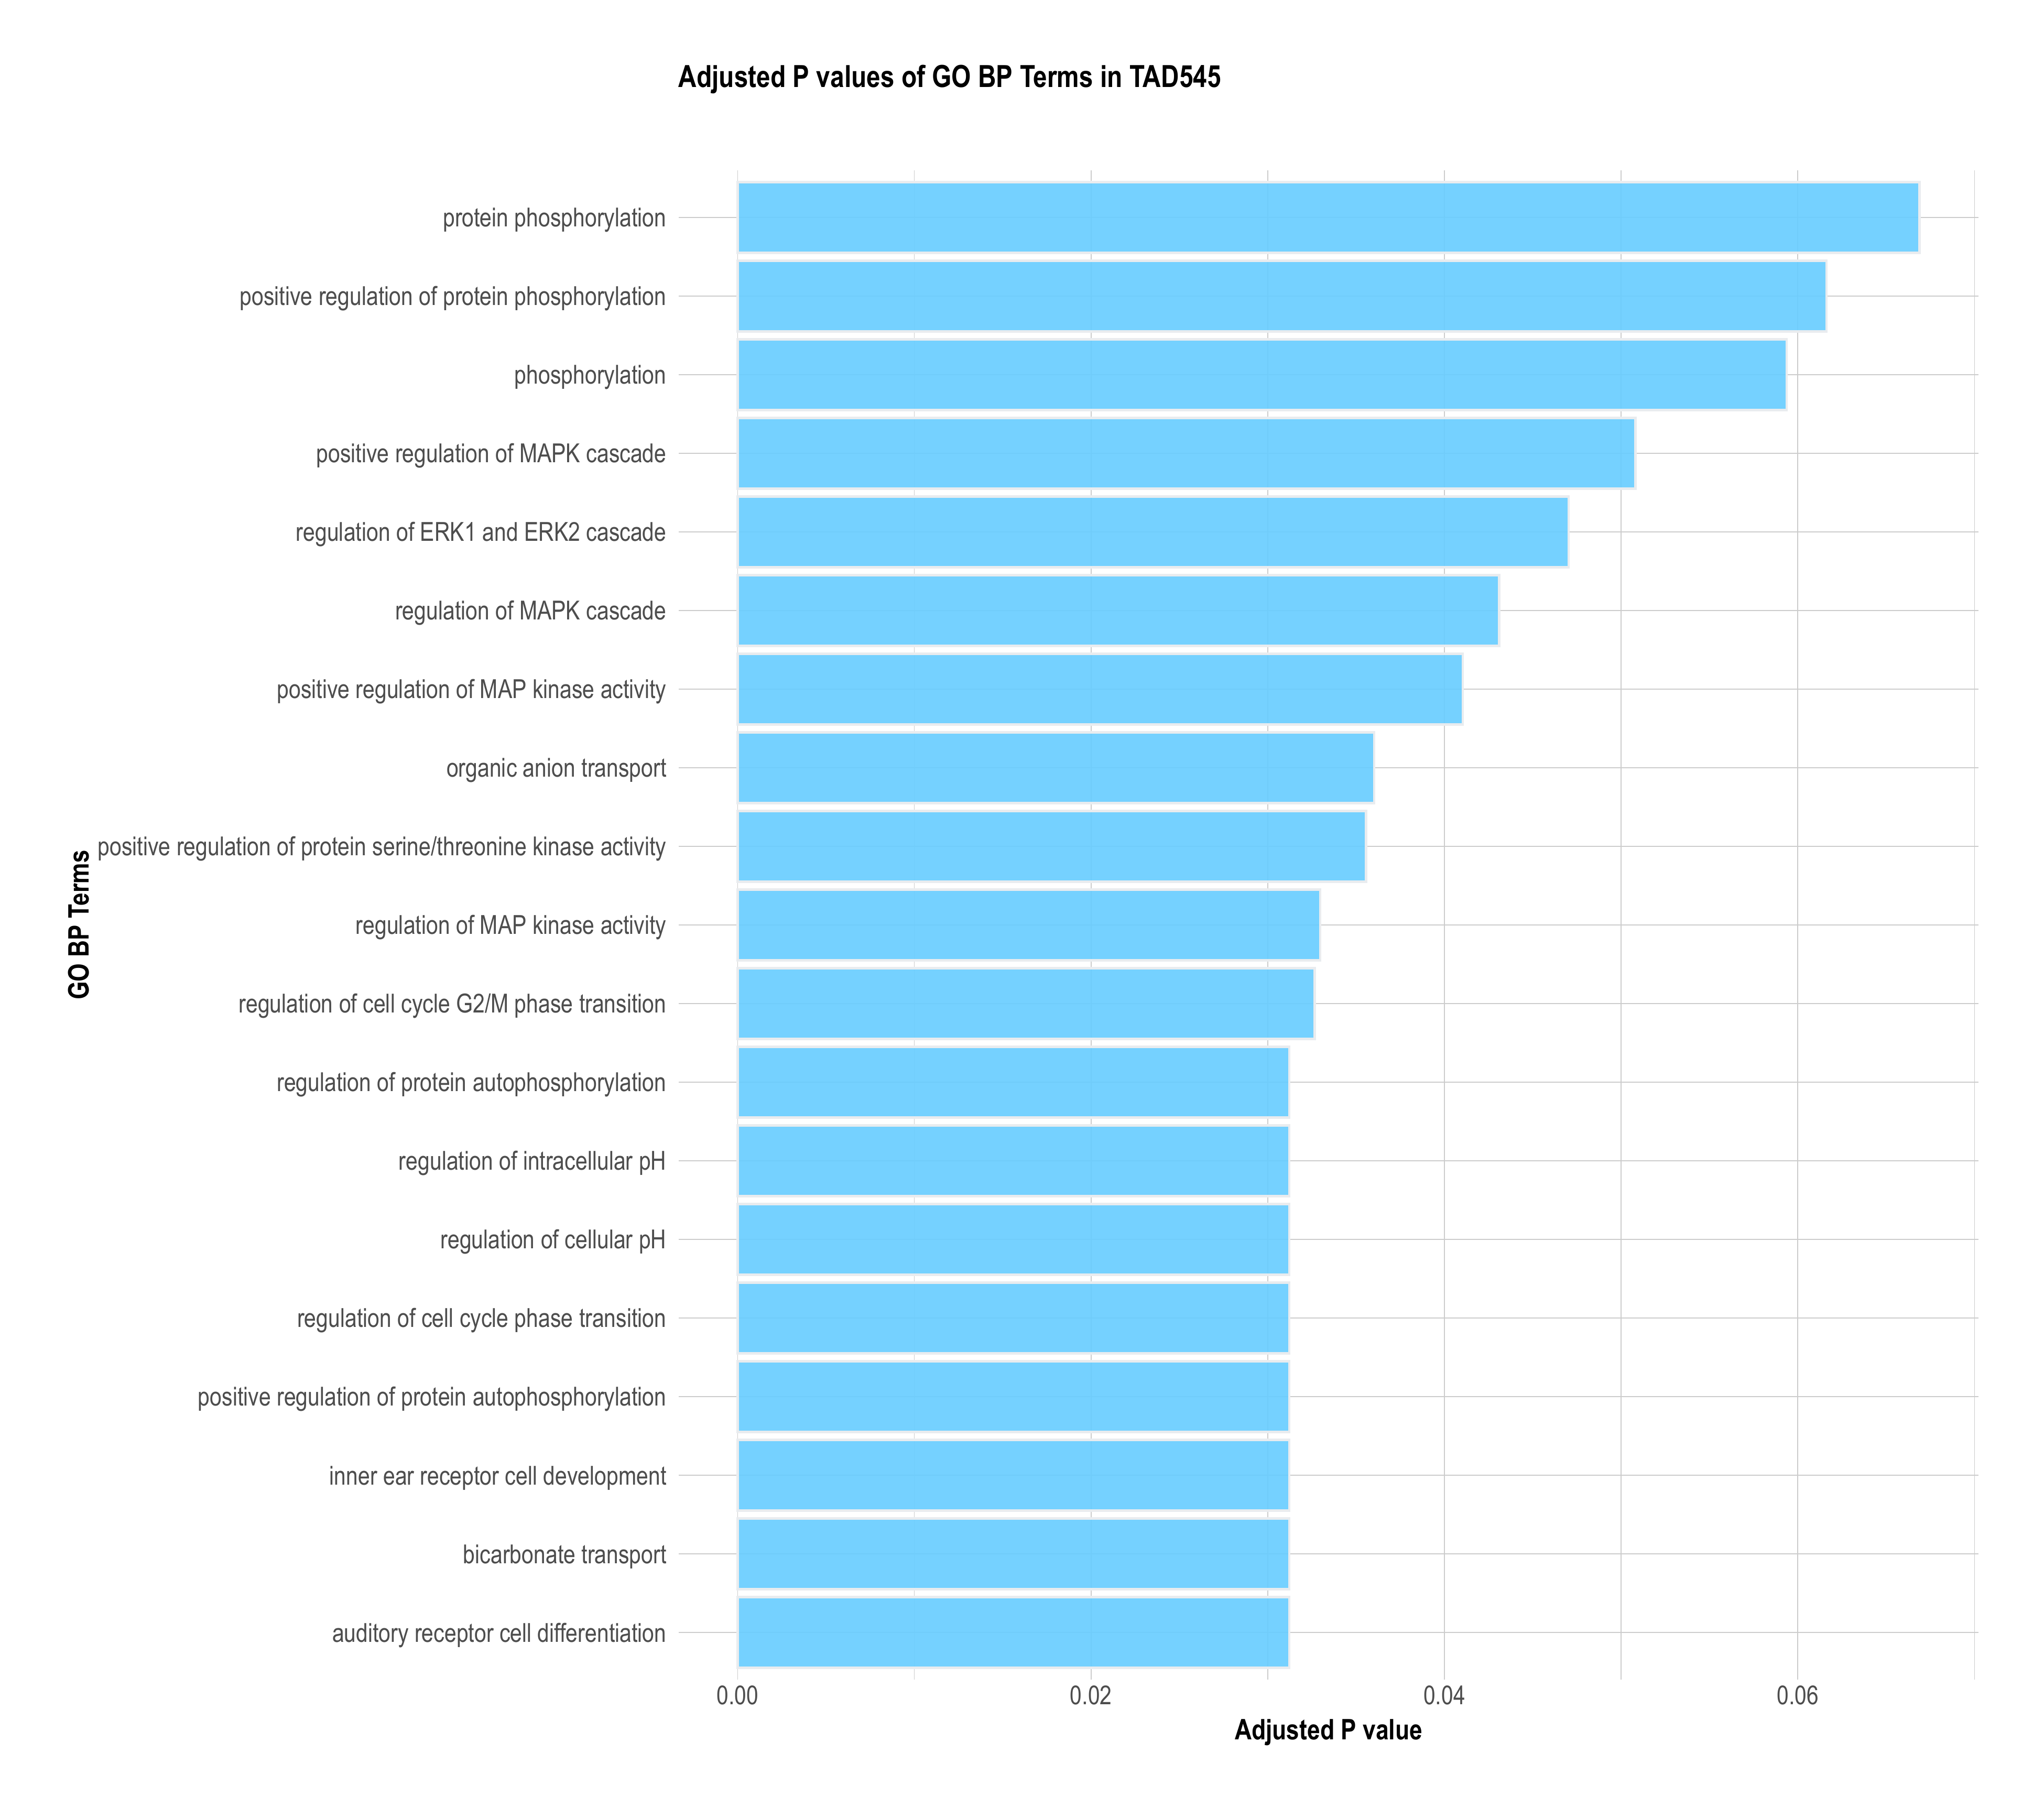 Adjusted P values of GO BP Terms in TAD545
protein phosphorylation
positive regulation of protein phosphorylation
phosphorylation
positive regulation of MAPK cascade
regulation of ERK1 and ERK2 cascade
regulation of MAPK cascade
positive regulation of MAP kinase activity
organic anion transport
positive regulation of protein serine/threonine kinase activity
regulation of MAP kinase activity
regulation of cell cycle G2/M phase transition
regulation of protein autophosphorylation
regulation of intracellular pH
regulation of cellular pH
regulation of cell cycle phase transition
positive regulation of protein autophosphorylation
inner ear receptor cell development
bicarbonate transport
auditory receptor cell differentiation
GO BP Terms
0.00 0.02 0.04 0.06
Adjusted P value